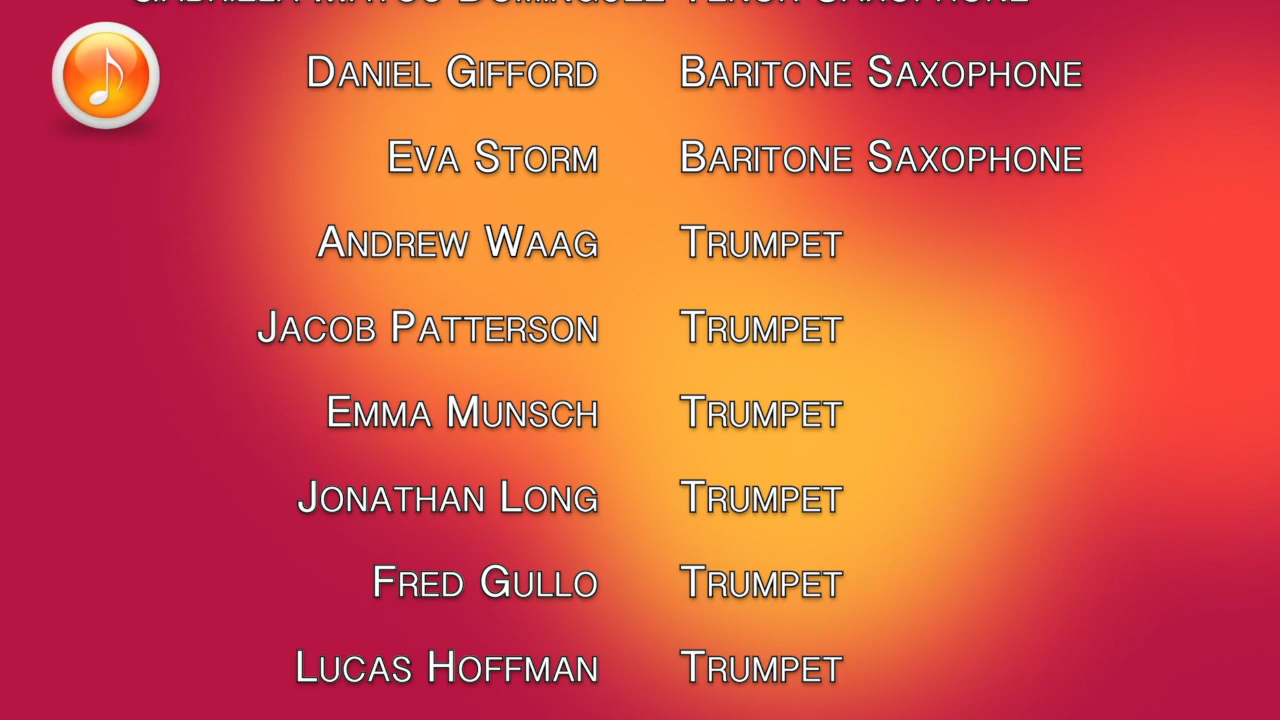 Daniel Gifford Baritone Saxophone
Eva Storm Baritone Saxophone
Andrew Waag Trumpet
Jacob Patterson Trumpet
Emma Munsch Trumpet
Jonathan Long Trumpet
Fred Gullo Trumpet
Lucas Hoffman Trumpet